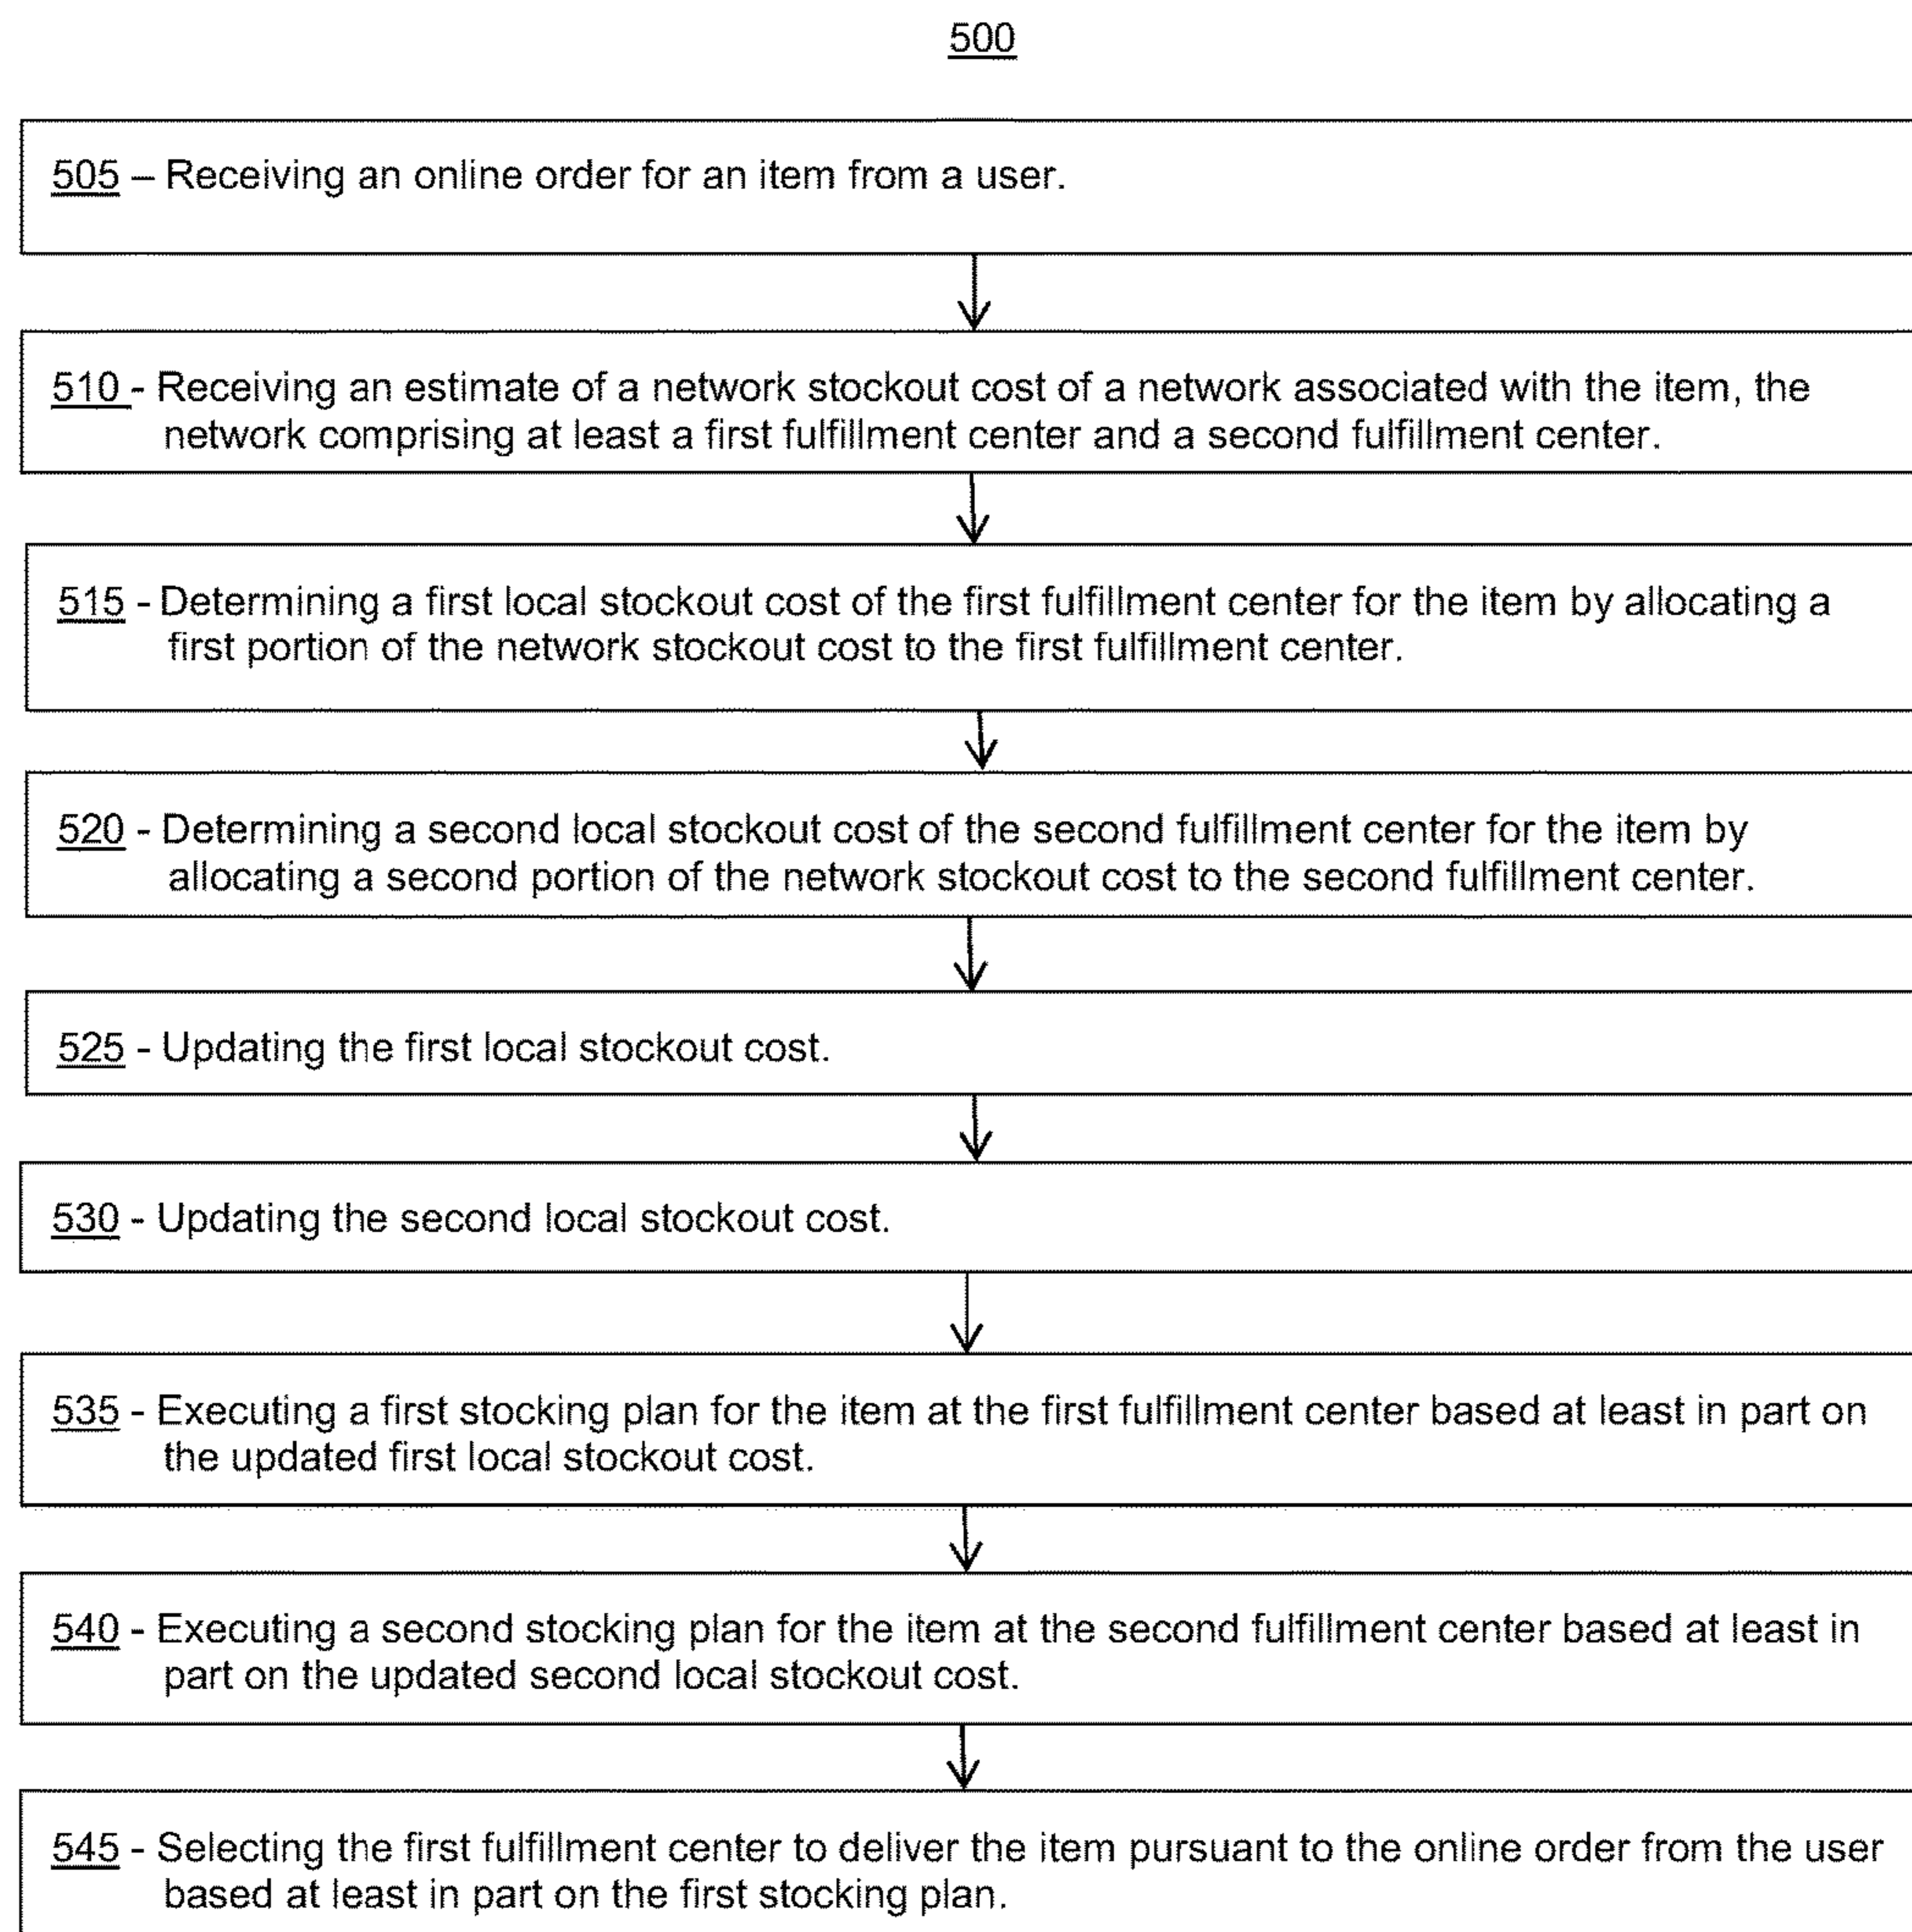 500
505 – Receiving an online order for an item from a user.
510 - Receiving an estimate of a network stockout cost of a network associated with the item, the
network comprising at least a first fulfillment center and a second fulfillment center.
515 - Determining a first local stockout cost of the first fulfillment center for the item by allocating a
first portion of the network stockout cost to the first fulfillment center.
520 - Determining a second local stockout cost of the second fulfillment center for the item by
allocating a second portion of the network stockout cost to the second fulfillment center.
525 - Updating the first local stockout cost.
530 - Updating the second local stockout cost.
535 - Executing a first stocking plan for the item at the first fulfillment center based at least in part on
the updated first local stockout cost.
540 - Executing a second stocking plan for the item at the second fulfillment center based at least in
part on the updated second local stockout cost.
545 - Selecting the first fulfillment center to deliver the item pursuant to the online order from the user
based at least in part on the first stocking plan.